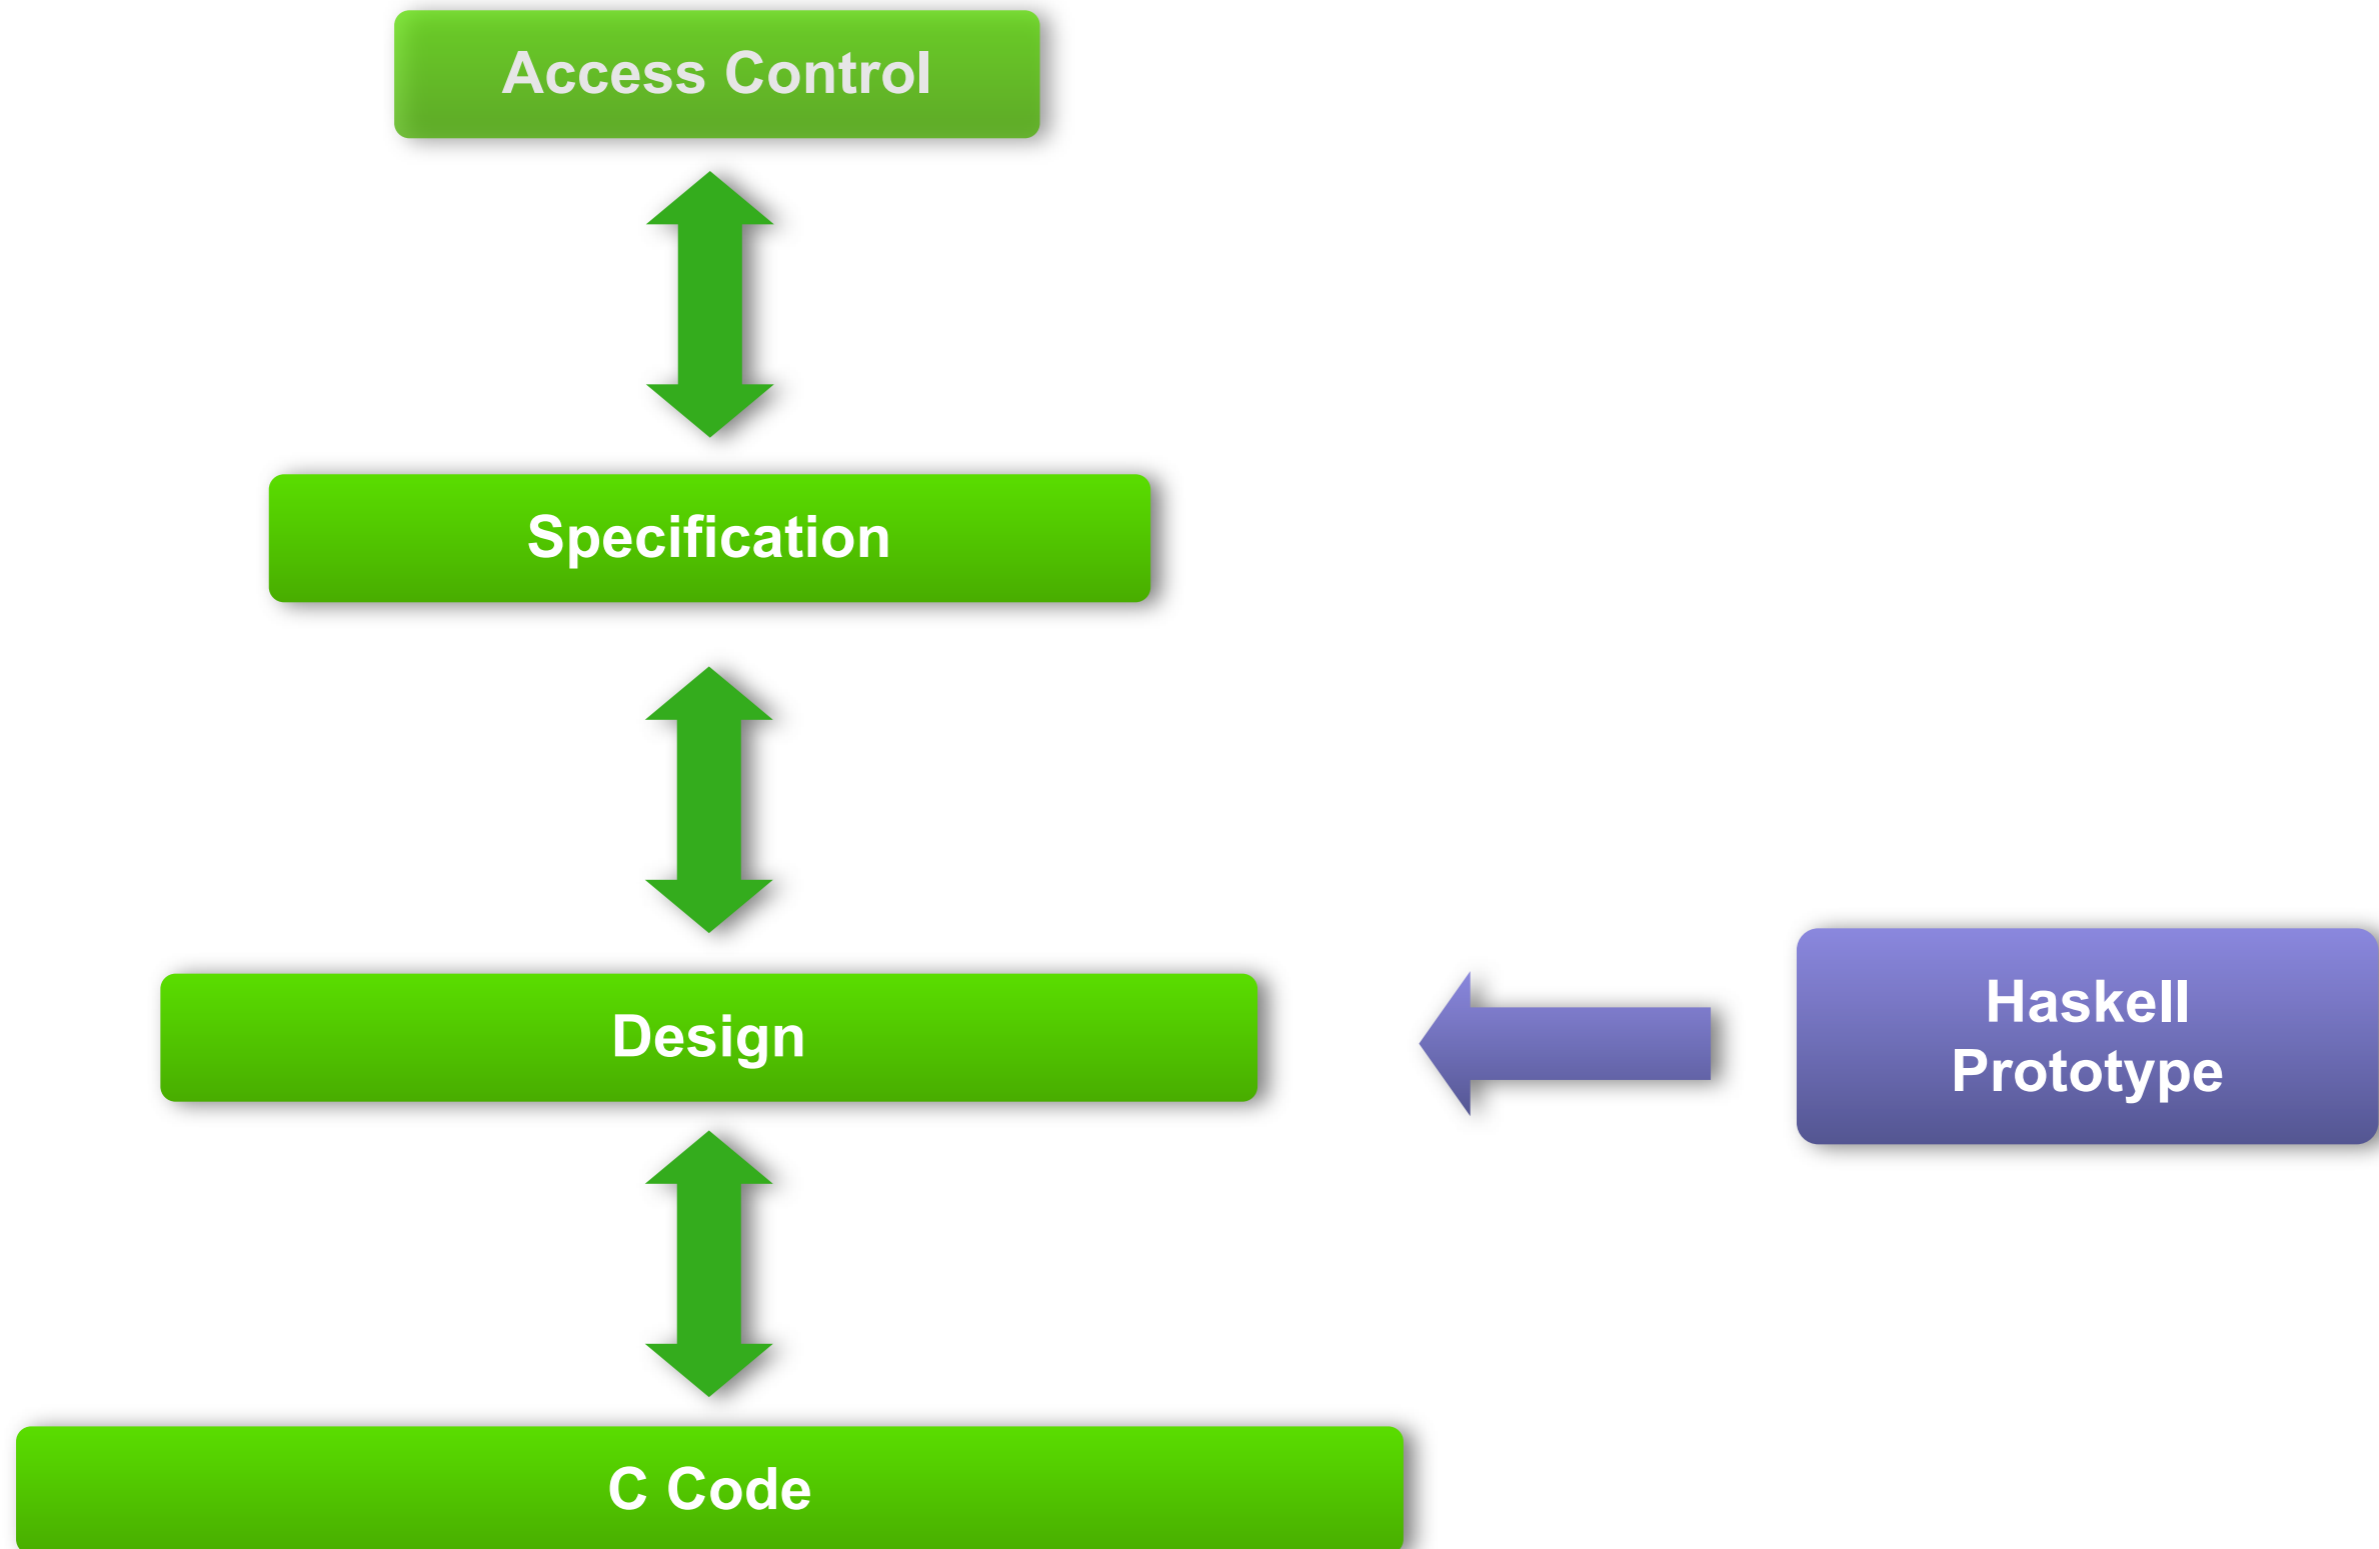 Access Control
Specification
Design
Haskell
Prototype
C Code